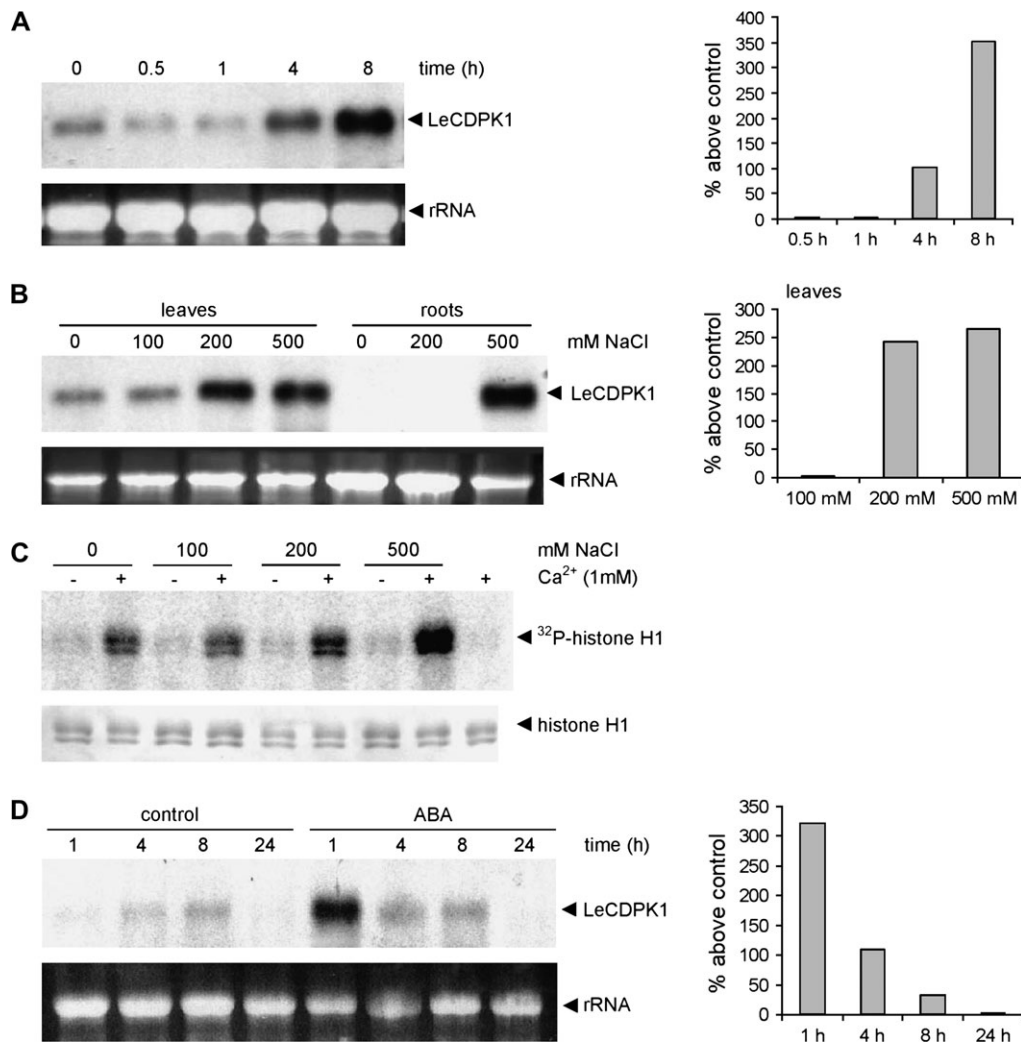 A
0 0.5 1 4 8 time (h)
LeCDPK1
rRNA
% above control
400
350
300
250
200
150
100
50
0
0.5 h 1 h 4 h 8 h
B
leaves roots
0 100 200 500 0 200 500 mM NaCl
LeCDPK1
rRNA
leaves
% above control
300
250
200
150
100
50
0
100 mM 200 mM 500 mM
C
0 100 200 500 mM NaCl
- + - + - + - + + Ca²⁺ (1mM)
³²P-histone H1
histone H1
D
control ABA
1 4 8 24 1 4 8 24 time (h)
LeCDPK1
rRNA
% above control
350
300
250
200
150
100
50
0
1 h 4 h 8 h 24 h